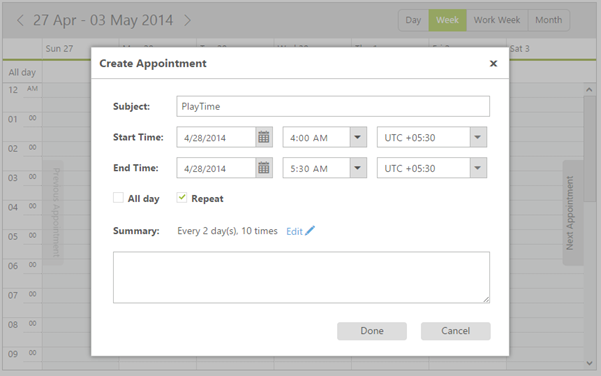 27 Apr - 03 May 2014
Day Week Work Week Month
Sun 27 Sat 3
All day
Create Appointment
Subject: PlayTime
Start Time: 4/28/2014 4:00 AM UTC +05:30
End Time: 4/28/2014 5:30 AM UTC +05:30
All day Repeat
Summary: Every 2 day(s), 10 times Edit
Done Cancel
12 AM
01 00
02 00
03 00
04 00
05 00
06 00
07 00
08 00
09 00
Previous Appointment
Next Appointment